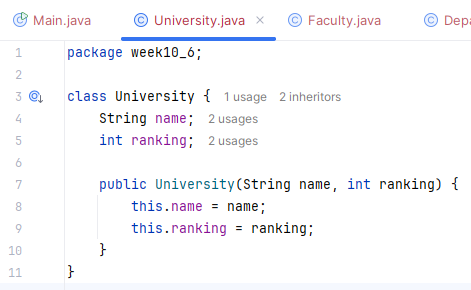 Main.java University.java Faculty.java Depa
1 package week10_6;
2
3 class University { 1 usage 2 inheritors
4 String name; 2 usages
5 int ranking; 2 usages
6
7 public University(String name, int ranking) {
8 this.name = name;
9 this.ranking = ranking;
10 }
11 }